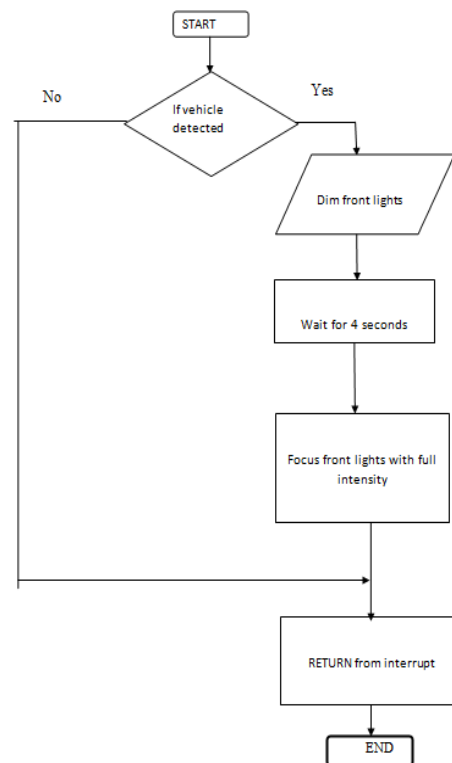 START
No
Yes
If vehicle
detected
Dim front lights
Wait for 4 seconds
Focus front lights with full
intensity
RETURN from interrupt
END